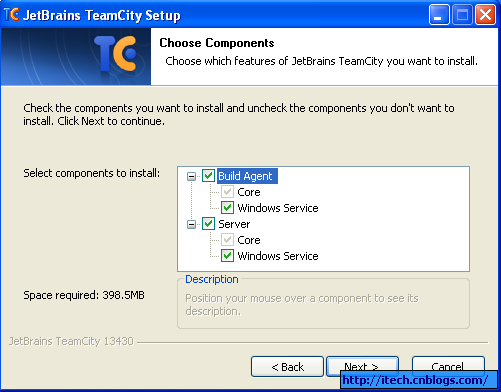 TC JetBrains TeamCity Setup
TC
Choose Components
Choose which features of JetBrains TeamCity you want to install.
Check the components you want to install and uncheck the components you don't want to
install. Click Next to continue.
Select components to install:
Build Agent
Core
Windows Service
Server
Core
Windows Service
Space required: 398.5MB
Description
Position your mouse over a component to see its
description.
JetBrains TeamCity 13430
< Back Next > Cancel
http://itech.cnblogs.com/